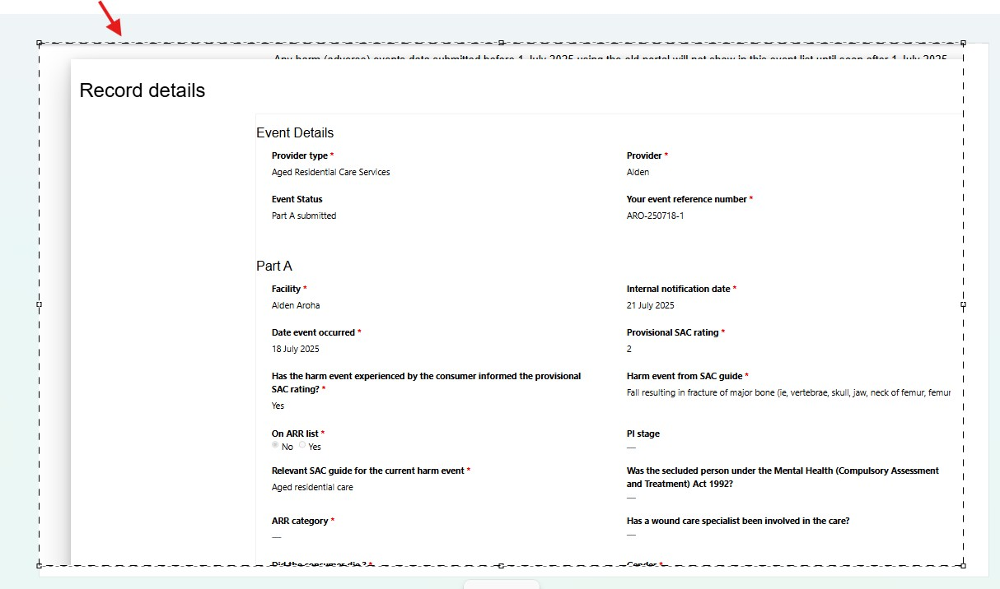 Any harm (adverse) events data submitted before 1 July 2025 using the old portal will not show in this event list until soon after 1 July 2025
Record details
Event Details
Provider type *
Provider *
Aged Residential Care Services
Alden
Event Status
Your event reference number *
Part A submitted
ARO-250718-1
Part A
Facility *
Internal notification date *
Alden Aroha
21 July 2025
Date event occurred *
Provisional SAC rating *
18 July 2025
2
Has the harm event experienced by the consumer informed the provisional
SAC rating? *
Harm event from SAC guide *
Yes
Fall resulting in fracture of major bone (ie, vertebrae, skull, jaw, neck of femur, femur
On ARR list *
PI stage
No Yes
—
Relevant SAC guide for the current harm event *
Was the secluded person under the Mental Health (Compulsory Assessment
and Treatment) Act 1992?
Aged residential care
—
ARR category *
Has a wound care specialist been involved in the care?
—
—
Did the consumer die? *
Gender *